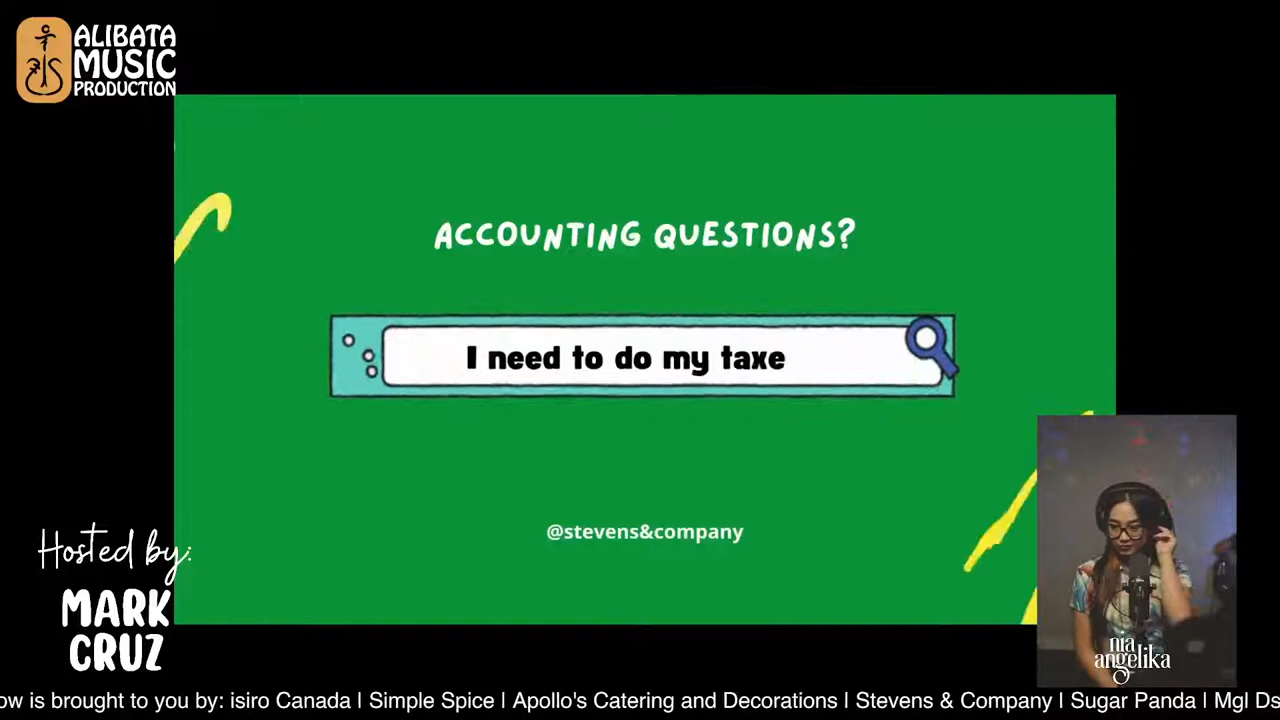 ALIBATA
MUSIC
PRODUCTION
ACCOUNTING QUESTIONS?
I need to do my taxe
@stevens&company
Hosted by:
MARK
CRUZ
nia
angelika
ow is brought to you by: isiro Canada | Simple Spice | Apollo's Catering and Decorations | Stevens & Company | Sugar Panda | Mgl Ds